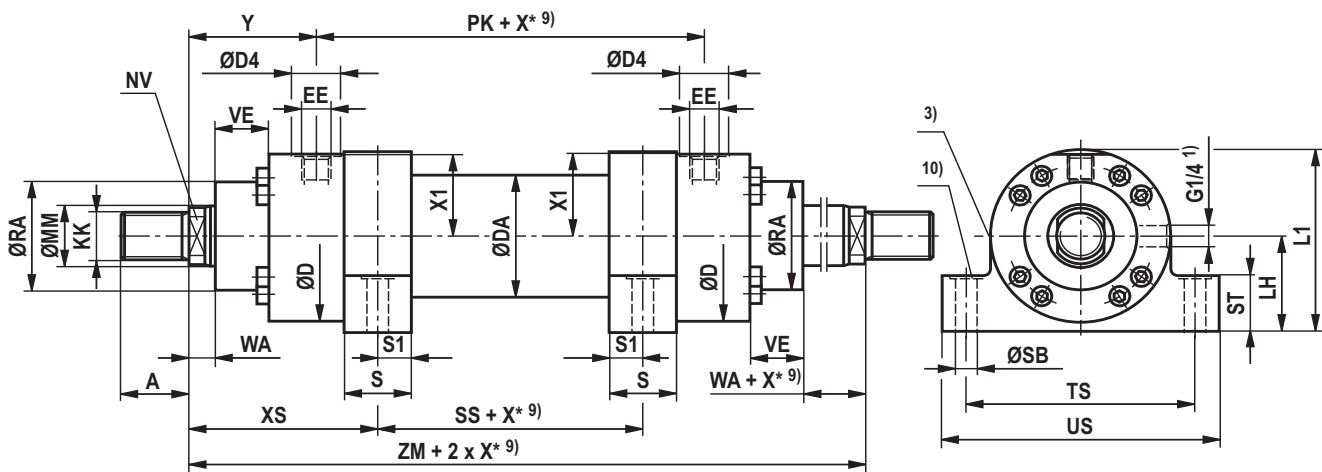 Y
PK + X* 9)
ØD4
ØD4
NV
EE
EE
VE
3)
10)
G1/4 1)
X1
X1
ØRA
ØMM
KK
ØDA
ØRA
L1
LH
ST
ØD
ØD
WA
S1
S1
VE
ØSB
A
S
S
WA + X* 9)
TS
XS
SS + X* 9)
US
ZM + 2 x X* 9)